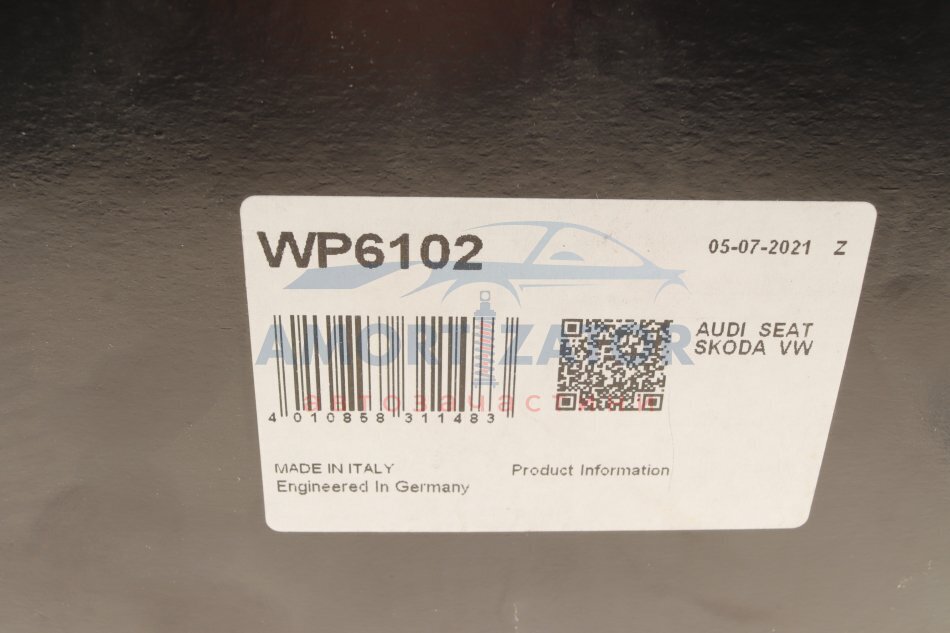 WP6102
05-07-2021 Z
AMORTIZATOR
автозапчастини
AUDI SEAT
SKODA VW
4 010858 311483
MADE IN ITALY
Engineered In Germany
Product Information